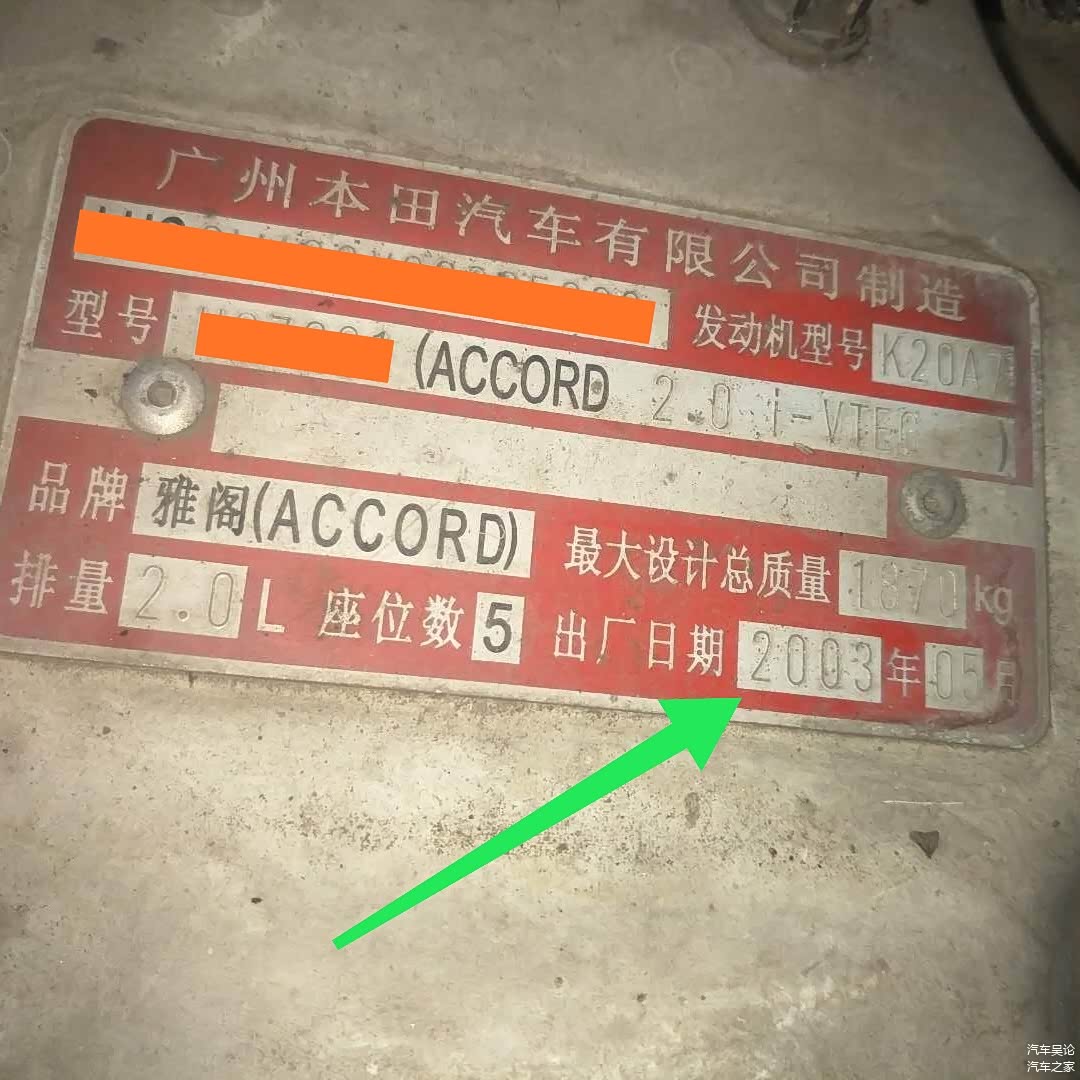 广州本田汽车有限公司制造
发动机型号 K20A7
型号 (ACCORD 2.0 i-VTEC )
品牌 雅阁(ACCORD)
最大设计总质量 1870 kg
排量 2.0 L 座位数 5 出厂日期 2003 年 05 月
汽车吴论
汽车之家